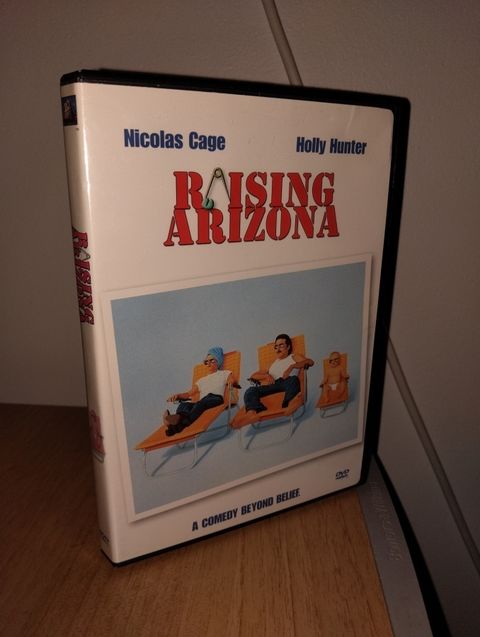 Nicolas Cage Holly Hunter
RAISING
ARIZONA
DVD
A COMEDY BEYOND BELIEF.
RAISING
ARIZONA